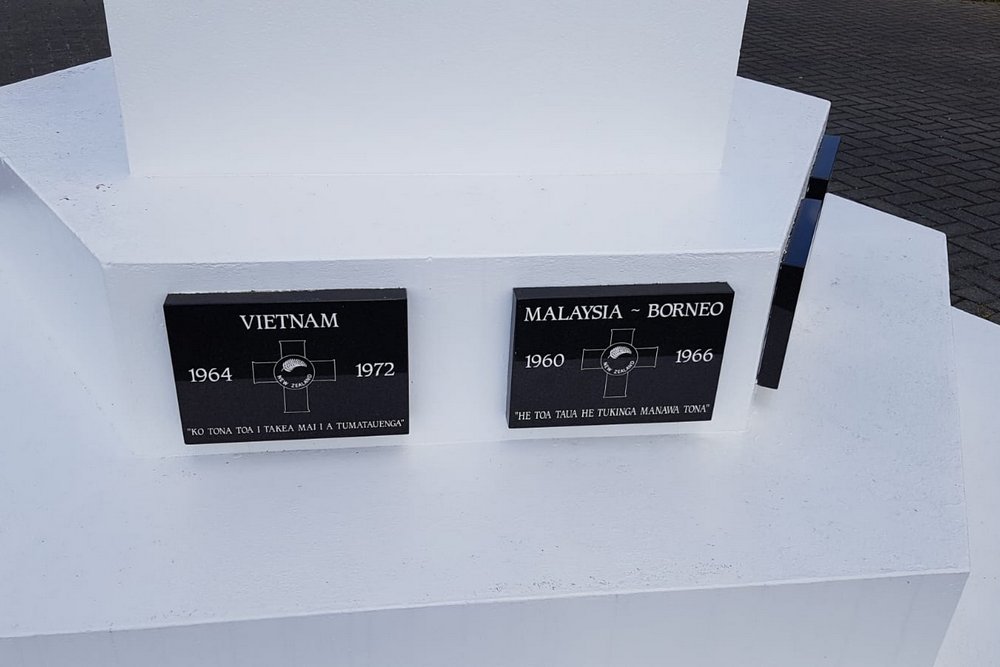 VIETNAM
1964 1972
NEW ZEALAND
"KO TONA TOA I TAKEA MAI I A TUMATAUENGA"
MALAYSIA ~ BORNEO
1960 1966
NEW ZEALAND
"HE TOA TAUA HE TUKINGA MANAWA TONA"